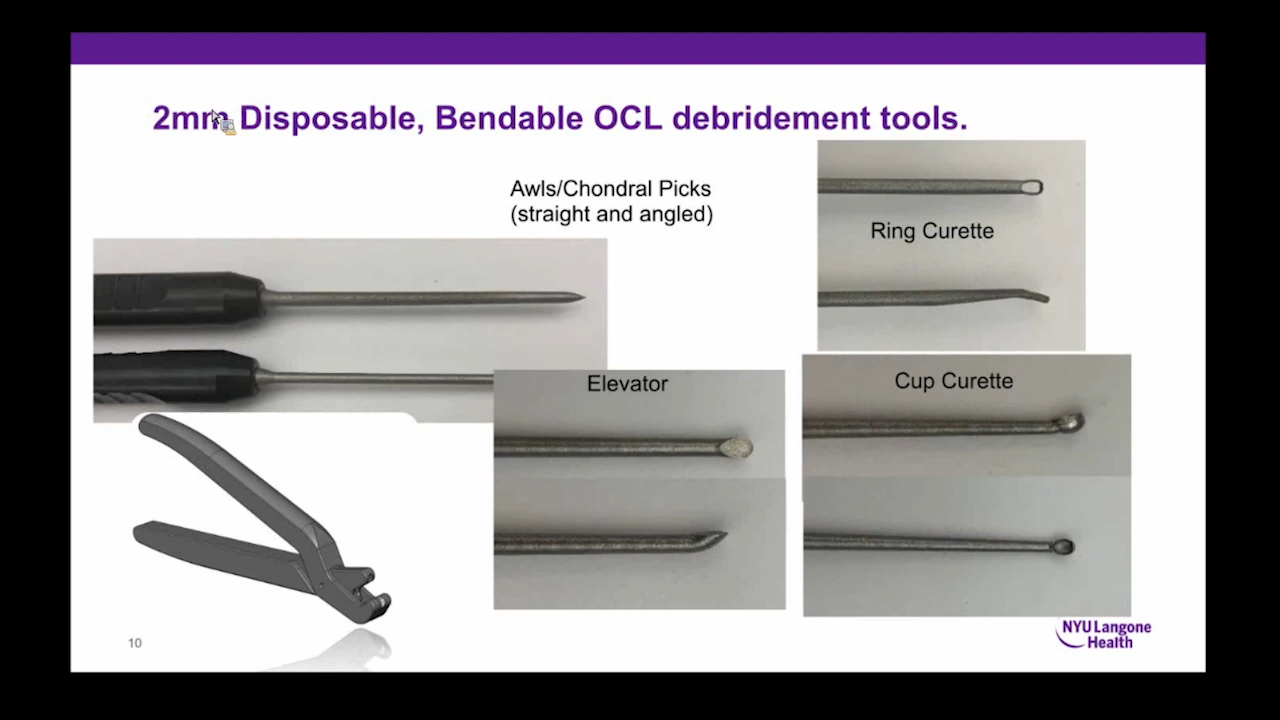 2mm Disposable, Bendable OCL debridement tools.
Awls/Chondral Picks
(straight and angled)
Ring Curette
Elevator
Cup Curette
10
NYU Langone
Health